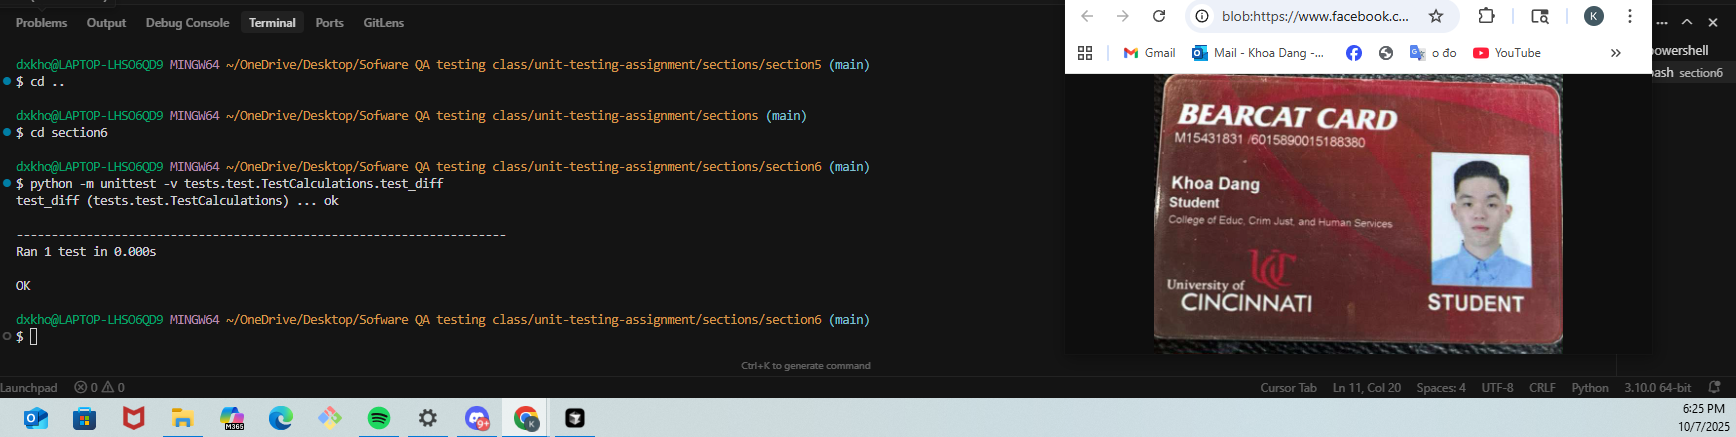 Problems Output Debug Console Terminal Ports GitLens
dxkho@LAPTOP-LHSO6QD9 MINGW64 ~/OneDrive/Desktop/Sofware QA testing class/unit-testing-assignment/sections/section5 (main)
$ cd ..
dxkho@LAPTOP-LHSO6QD9 MINGW64 ~/OneDrive/Desktop/Sofware QA testing class/unit-testing-assignment/sections (main)
$ cd section6
dxkho@LAPTOP-LHSO6QD9 MINGW64 ~/OneDrive/Desktop/Sofware QA testing class/unit-testing-assignment/sections/section6 (main)
$ python -m unittest -v tests.test.TestCalculations.test_diff
test_diff (tests.test.TestCalculations) ... ok
----------------------------------------------------------------------
Ran 1 test in 0.000s
OK
dxkho@LAPTOP-LHSO6QD9 MINGW64 ~/OneDrive/Desktop/Sofware QA testing class/unit-testing-assignment/sections/section6 (main)
$
Ctrl+K to generate command
blob:https://www.facebook.c... K
Gmail Mail - Khoa Dang -... o do YouTube »
BEARCAT CARD
M15431831 /6015890015188380
Khoa Dang
Student
College of Educ, Crim Just, and Human Services
UC
University of
CINCINNATI
STUDENT
powershell
bash section6
Launchpad 0 0 Cursor Tab Ln 11, Col 20 Spaces: 4 UTF-8 CRLF Python 3.10.0 64-bit
M365 9+ K
6:25 PM
10/7/2025